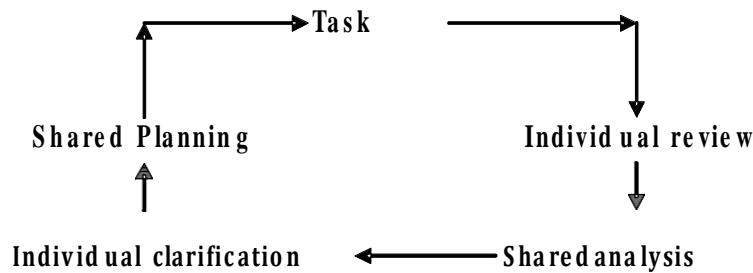 Task
Shared Planning
Individual review
Individual clarification
Shared analysis